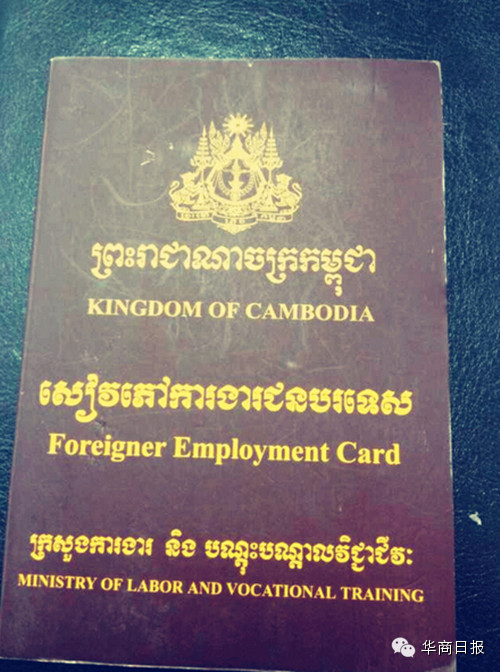 ព្រះរាជាណាចក្រកម្ពុជា
KINGDOM OF CAMBODIA
សៀវភៅការងារជនបរទេស
Foreigner Employment Card
ក្រសួងការងារ និង បណ្តុះបណ្តាលវិជ្ជាជីវៈ
MINISTRY OF LABOR AND VOCATIONAL TRAINING
华商日报